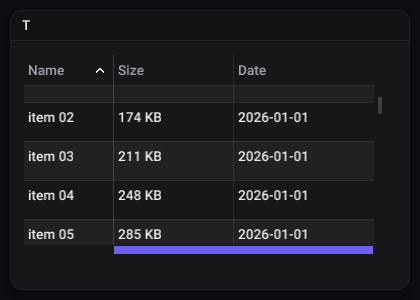 T
Name Size Date
item 02 174 KB 2026-01-01
item 03 211 KB 2026-01-01
item 04 248 KB 2026-01-01
item 05 285 KB 2026-01-01